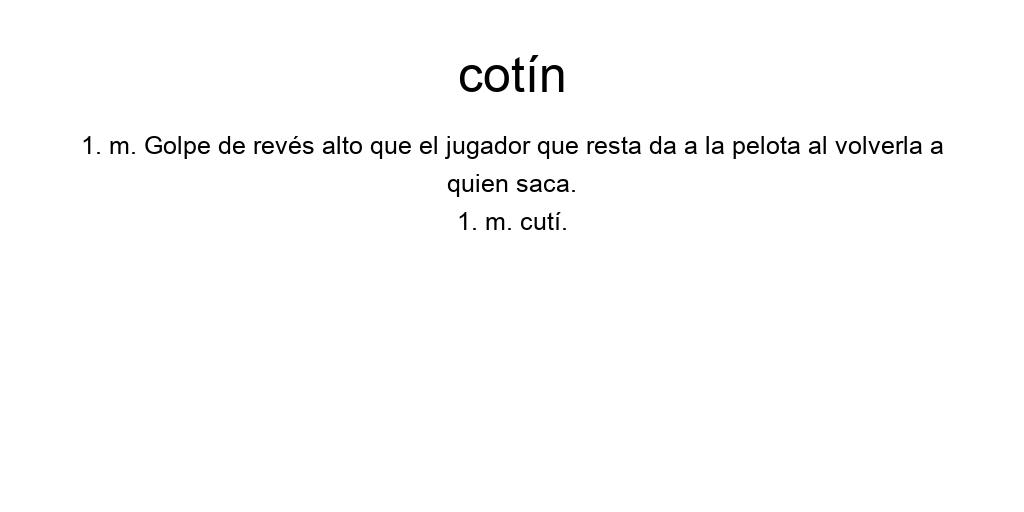 cotín
1. m. Golpe de revés alto que el jugador que resta da a la pelota al volverla a
quien saca.
1. m. cutí.